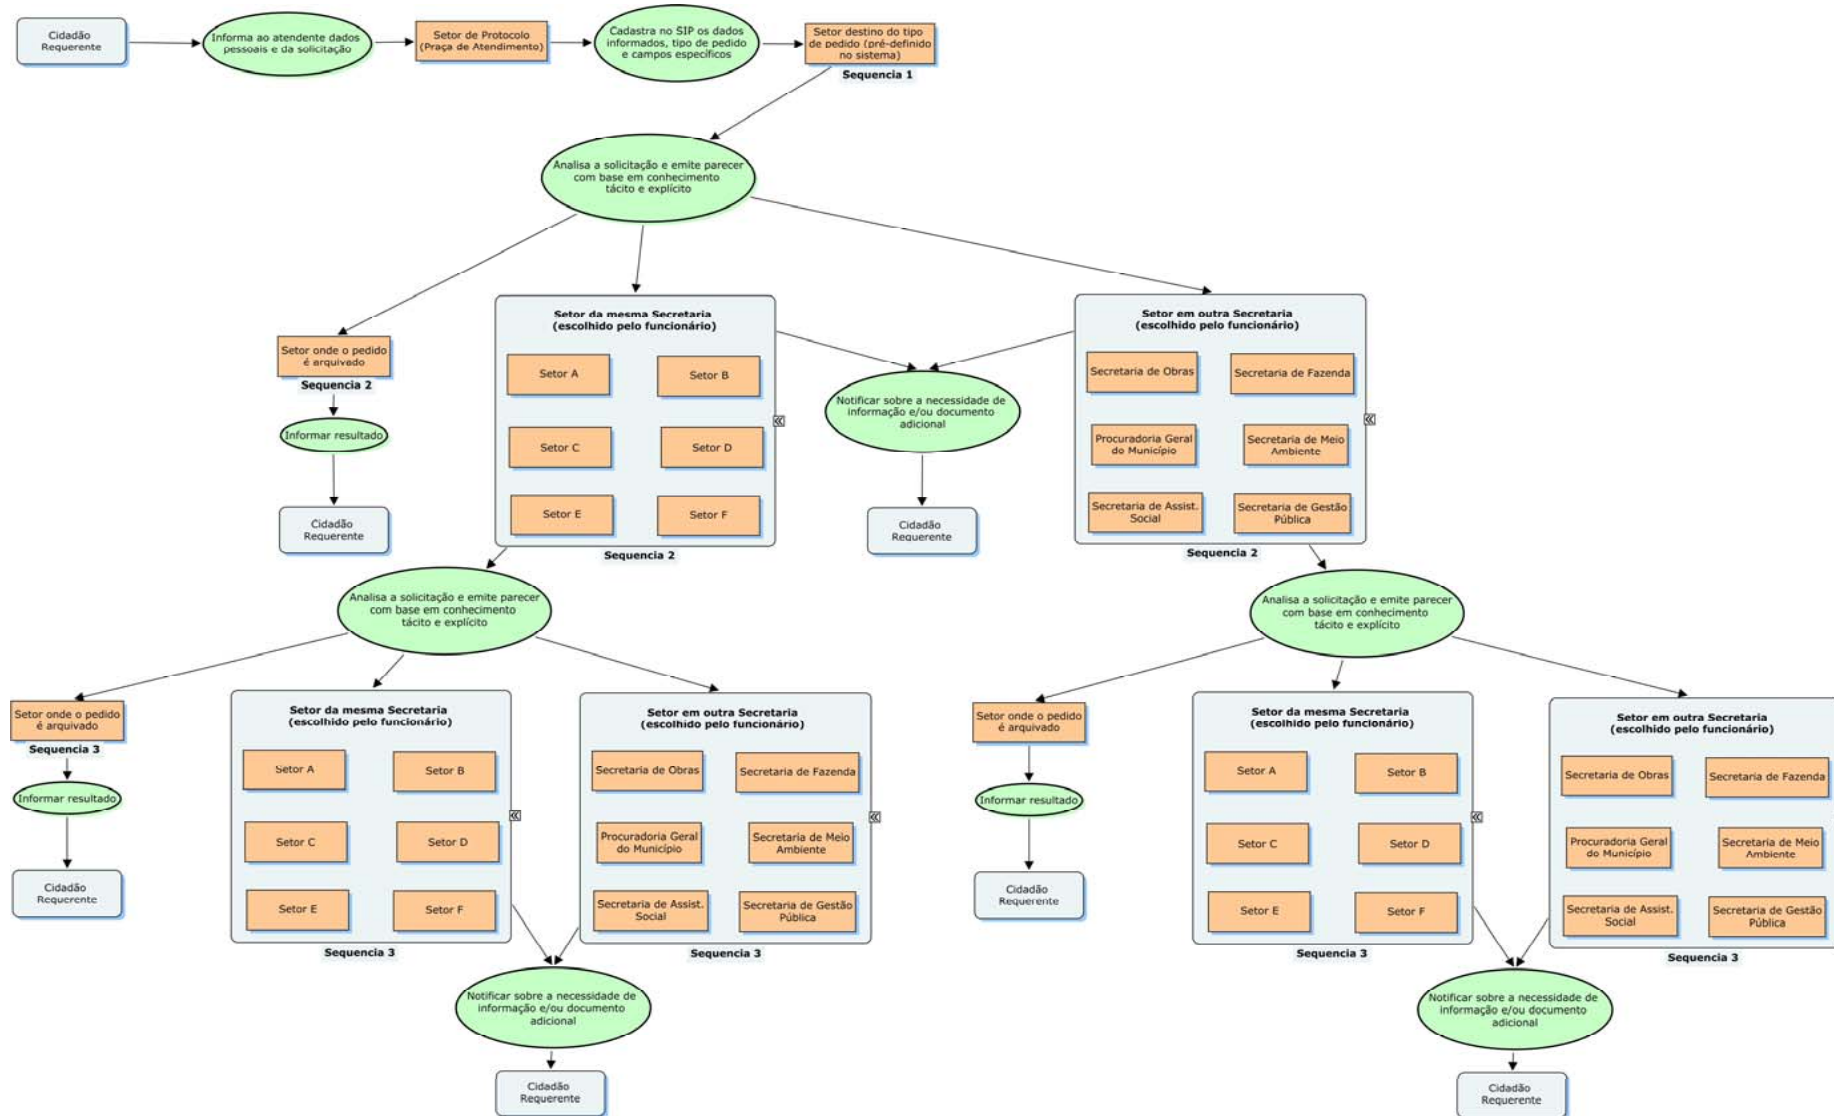 Cidadão
Requerente
Informa ao atendente dados
pessoais e da solicitação
Setor de Protocolo
(Praça de Atendimento)
Cadastra no SIP os dados
informados, tipo de pedido
e campos específicos
Setor destino do tipo
de pedido (pré-definido
no sistema)
Sequencia 1
Analisa a solicitação e emite parecer
com base em conhecimento
tácito e explícito
Setor onde o pedido
é arquivado
Sequencia 2
Informar resultado
Cidadão
Requerente
Setor da mesma Secretaria
(escolhido pelo funcionário)
Setor A
Setor B
Setor C
Setor D
Setor E
Setor F
Sequencia 2
Notificar sobre a necessidade de
informação e/ou documento
adicional
Cidadão
Requerente
Setor em outra Secretaria
(escolhido pelo funcionário)
Secretaria de Obras
Secretaria de Fazenda
Procuradoria Geral
do Município
Secretaria de Meio
Ambiente
Secretaria de Assist.
Social
Secretaria de Gestão
Pública
Sequencia 2
Analisa a solicitação e emite parecer
com base em conhecimento
tácito e explícito
Setor onde o pedido
é arquivado
Sequencia 3
Informar resultado
Cidadão
Requerente
Setor da mesma Secretaria
(escolhido pelo funcionário)
Setor A
Setor B
Setor C
Setor D
Setor E
Setor F
Sequencia 3
Setor em outra Secretaria
(escolhido pelo funcionário)
Secretaria de Obras
Secretaria de Fazenda
Procuradoria Geral
do Município
Secretaria de Meio
Ambiente
Secretaria de Assist.
Social
Secretaria de Gestão
Pública
Sequencia 3
Notificar sobre a necessidade de
informação e/ou documento
adicional
Cidadão
Requerente
Analisa a solicitação e emite parecer
com base em conhecimento
tácito e explícito
Setor onde o pedido
é arquivado
Informar resultado
Cidadão
Requerente
Setor da mesma Secretaria
(escolhido pelo funcionário)
Setor A
Setor B
Setor C
Setor D
Setor E
Setor F
Sequencia 3
Setor em outra Secretaria
(escolhido pelo funcionário)
Secretaria de Obras
Secretaria de Fazenda
Procuradoria Geral
do Município
Secretaria de Meio
Ambiente
Secretaria de Assist.
Social
Secretaria de Gestão
Pública
Sequencia 3
Notificar sobre a necessidade de
informação e/ou documento
adicional
Cidadão
Requerente